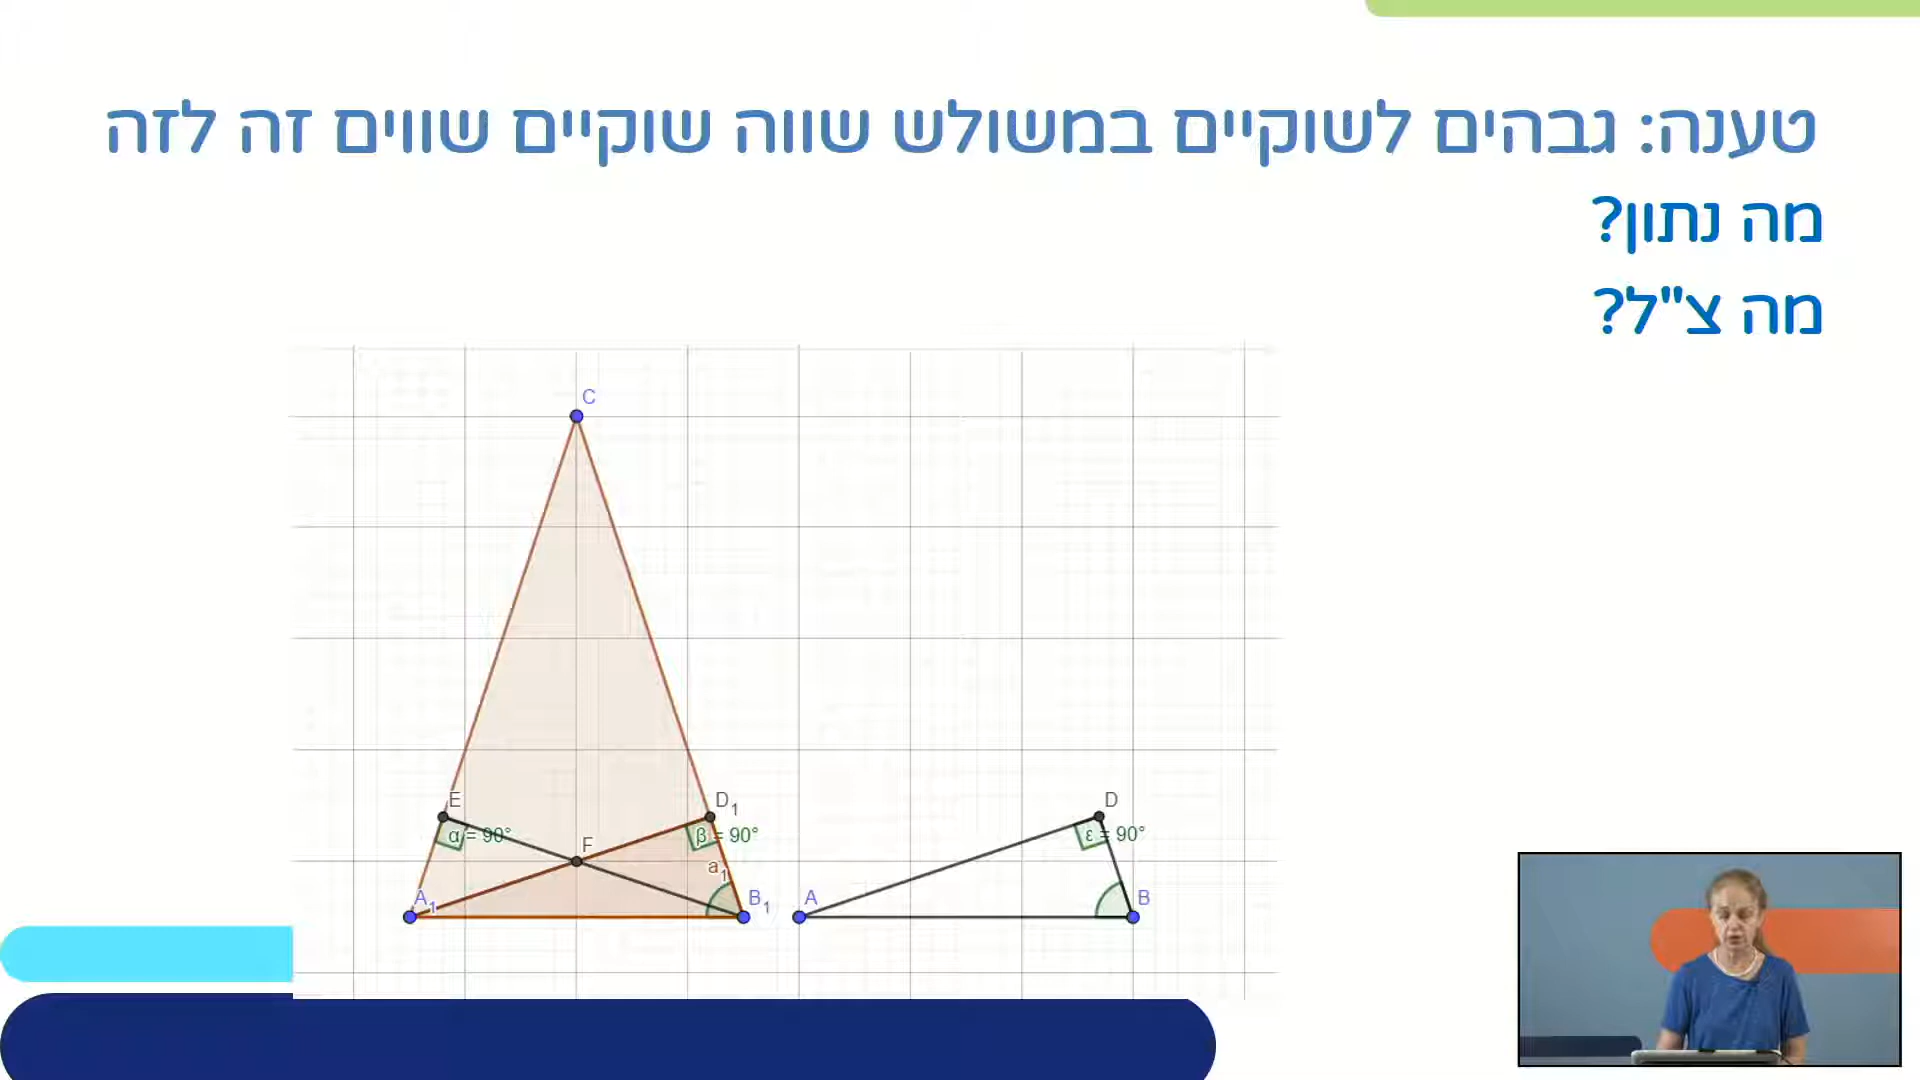 טענה: גבהים לשוקיים במשולש שווה שוקיים שווים זה לזה
מה נתון?
מה צ"ל?
C
E
D₁
D
α = 90°
β = 90°
ε = 90°
F
a₁
A₁
B₁
A
B